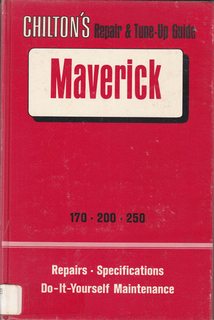 CHILTON'S Repair & Tune-Up Guide
Maverick
170 · 200 · 250
Repairs · Specifications
Do-It-Yourself Maintenance